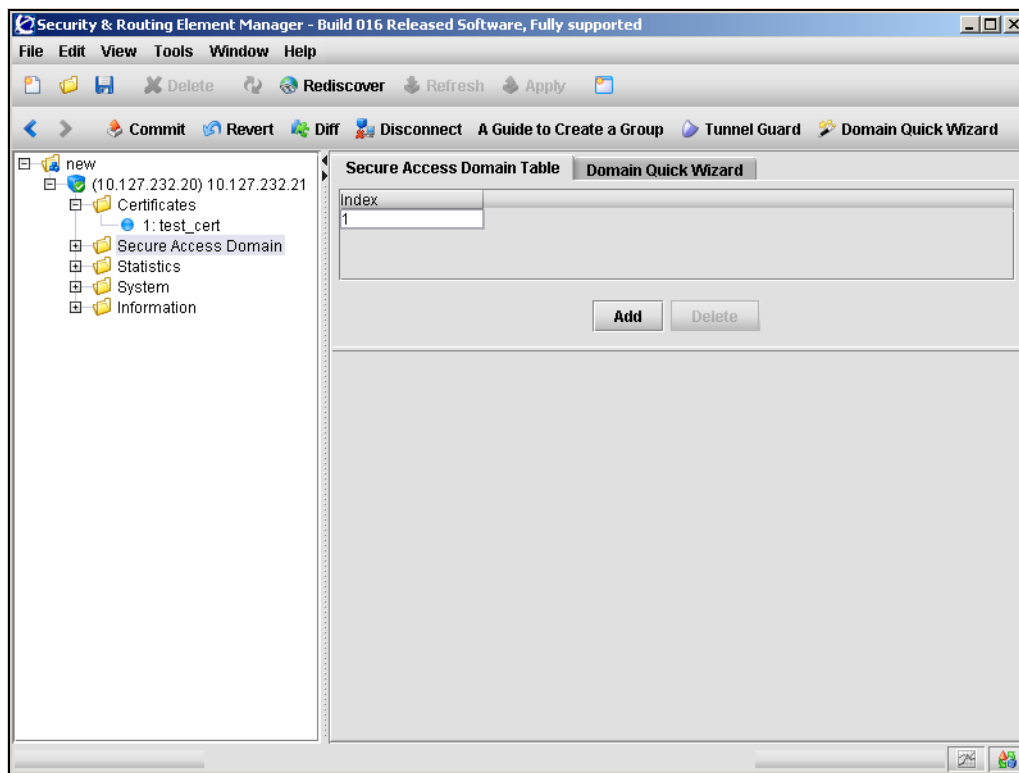 Security & Routing Element Manager - Build 016 Released Software, Fully supported
File Edit View Tools Window Help
Delete Rediscover Refresh Apply
Commit Revert Diff Disconnect A Guide to Create a Group Tunnel Guard Domain Quick Wizard
new
(10.127.232.20) 10.127.232.21
Certificates
1: test_cert
Secure Access Domain
Statistics
System
Information
Secure Access Domain Table Domain Quick Wizard
Index
1
Add Delete